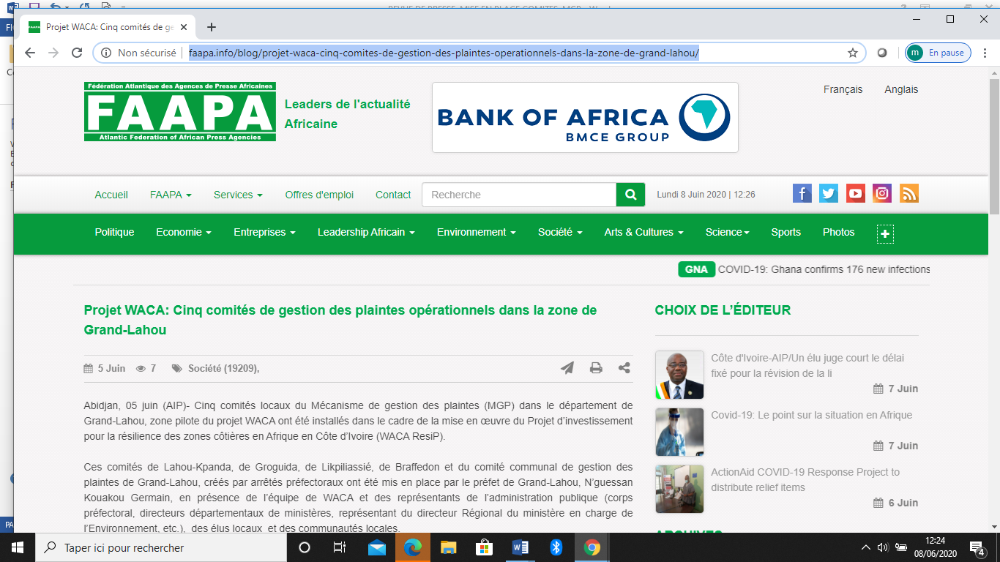 REVUE DE PRESSE MISE EN PLACE COMITES MGP - Word
FI
Projet WACA: Cinq comités de ge
Non sécurisé
faapa.info/blog/projet-waca-cinq-comites-de-gestion-des-plaintes-operationnels-dans-la-zone-de-grand-lahou/
m
En pause
Fédération Atlantique des Agences de Presse Africaines
FAAPA
Atlantic Federation of African Press Agencies
Leaders de l'actualité
Africaine
BANK OF AFRICA
BMCE GROUP
Français
Anglais
Accueil
FAAPA
Services
Offres d'emploi
Contact
Recherche
Lundi 8 Juin 2020 | 12:26
Politique
Economie
Entreprises
Leadership Africain
Environnement
Société
Arts & Cultures
Science
Sports
Photos
GNA
COVID-19: Ghana confirms 176 new infections
Projet WACA: Cinq comités de gestion des plaintes opérationnels dans la zone de
Grand-Lahou
5 Juin
7
Société (19209),
Abidjan, 05 juin (AIP)- Cinq comités locaux du Mécanisme de gestion des plaintes (MGP) dans le département de
Grand-Lahou, zone pilote du projet WACA ont été installés dans le cadre de la mise en œuvre du Projet d’investissement
pour la résilience des zones côtières en Afrique en Côte d’Ivoire (WACA ResiP).
Ces comités de Lahou-Kpanda, de Groguida, de Likpiliassié, de Braffedon et du comité communal de gestion des
plaintes de Grand-Lahou, créés par arrêtés préfectoraux ont été mis en place par le préfet de Grand-Lahou, N’guessan
Kouakou Germain, en présence de l’équipe de WACA et des représentants de l’administration publique (corps
préfectoral, directeurs départementaux de ministères, représentant du directeur Régional du ministère en charge de
l’Environnement, etc.), des élus locaux et des communautés locales.
CHOIX DE L’ÉDITEUR
Côte d'Ivoire-AIP/Un élu juge court le délai
fixé pour la révision de la li
7 Juin
Covid-19: Le point sur la situation en Afrique
7 Juin
ActionAid COVID-19 Response Project to
distribute relief items
6 Juin
ARCHIVES
PA
Taper ici pour rechercher
12:24
08/06/2020
4